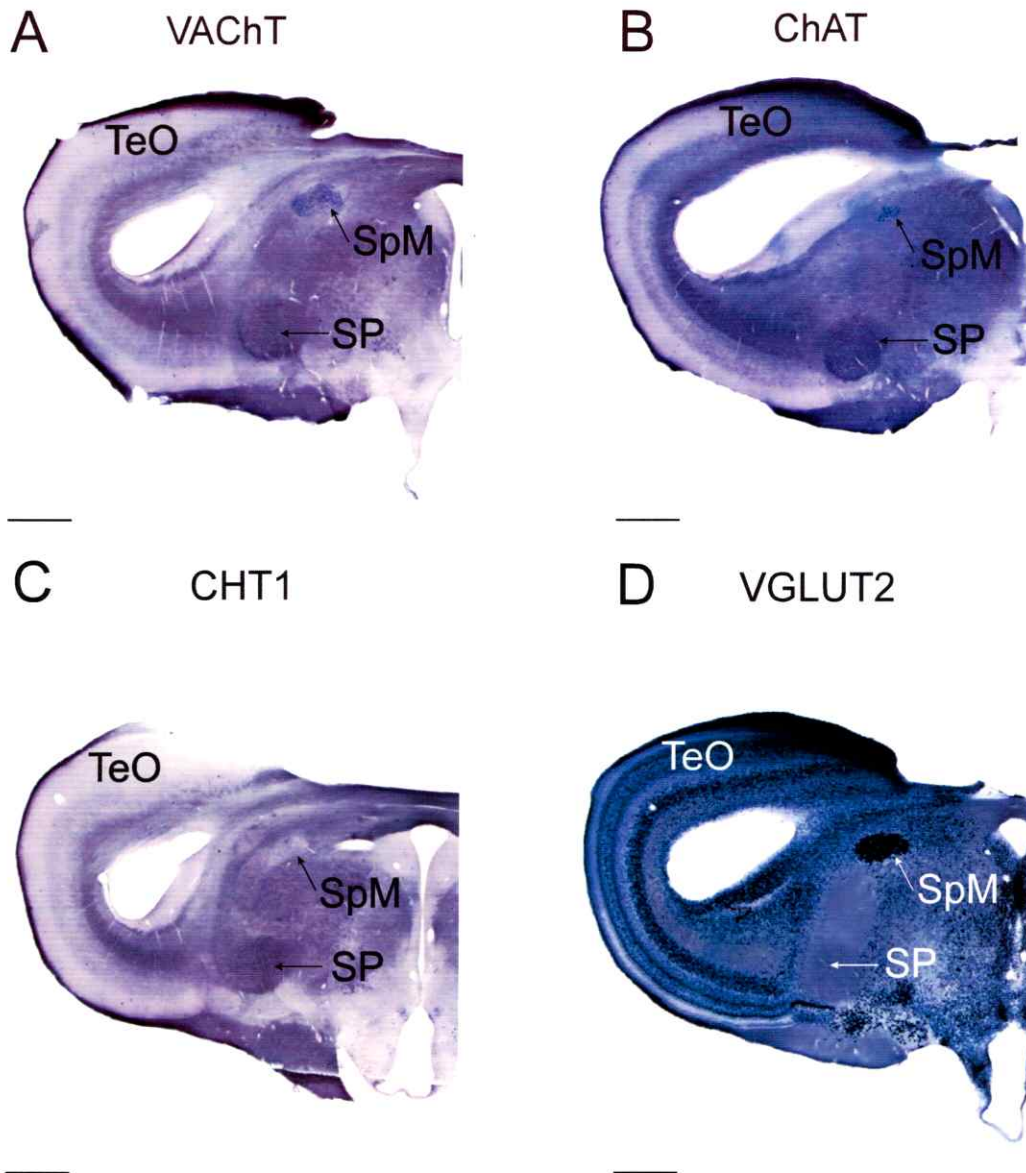 A VAChT
TeO
SpM
SP
B ChAT
TeO
SpM
SP
C CHT1
TeO
SpM
SP
D VGLUT2
TeO
SpM
SP